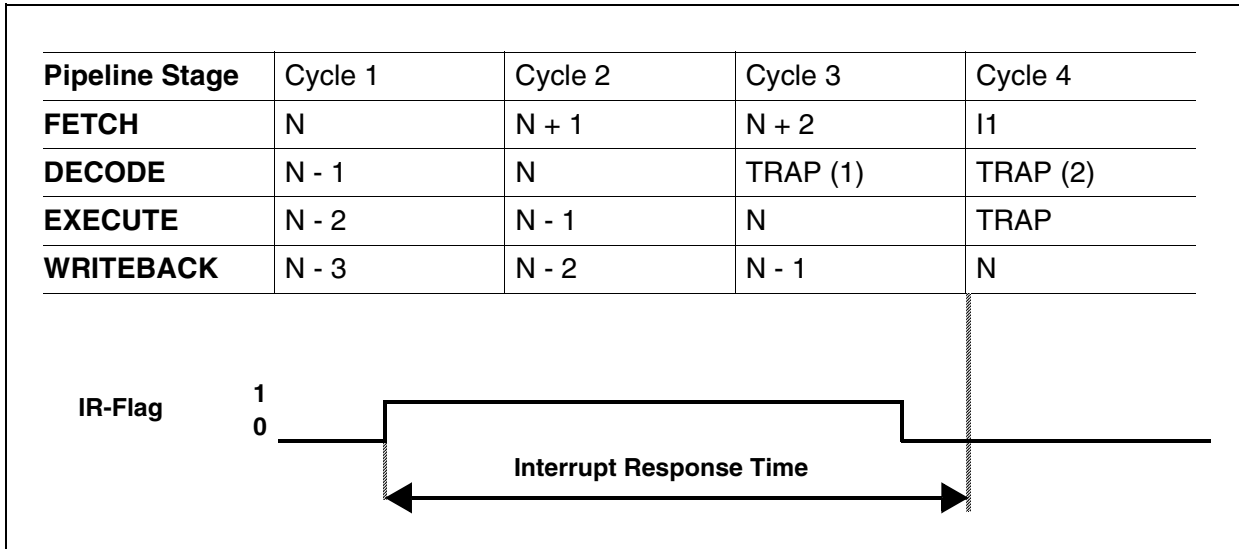 Pipeline Stage Cycle 1 Cycle 2 Cycle 3 Cycle 4
FETCH N N + 1 N + 2 I1
DECODE N - 1 N TRAP (1) TRAP (2)
EXECUTE N - 2 N - 1 N TRAP
WRITEBACK N - 3 N - 2 N - 1 N
1
IR-Flag
0
Interrupt Response Time